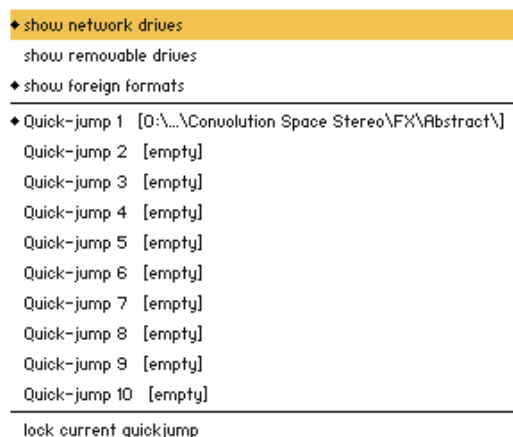 show network drives
show removable drives
show foreign formats
Quick-jump 1 [O:\...\Convolution Space Stereo\FX\Abstract\]
Quick-jump 2 [empty]
Quick-jump 3 [empty]
Quick-jump 4 [empty]
Quick-jump 5 [empty]
Quick-jump 6 [empty]
Quick-jump 7 [empty]
Quick-jump 8 [empty]
Quick-jump 9 [empty]
Quick-jump 10 [empty]
lock current quickjump